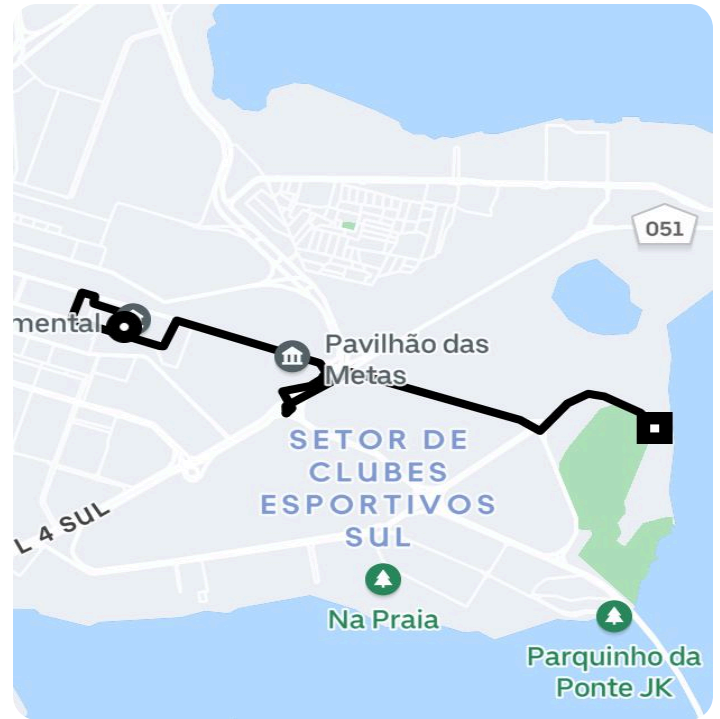 051
mental
Pavilhão das
Metas
SETOR DE
CLUBES
ESPORTIVOS
SUL
L 4 SUL
Na Praia
Parquinho da
Ponte JK